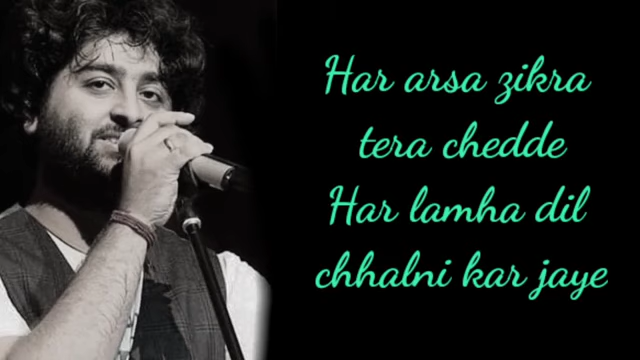 Har arsa zikra
tera chedde
Har lamha dil
chhalni kar jaye